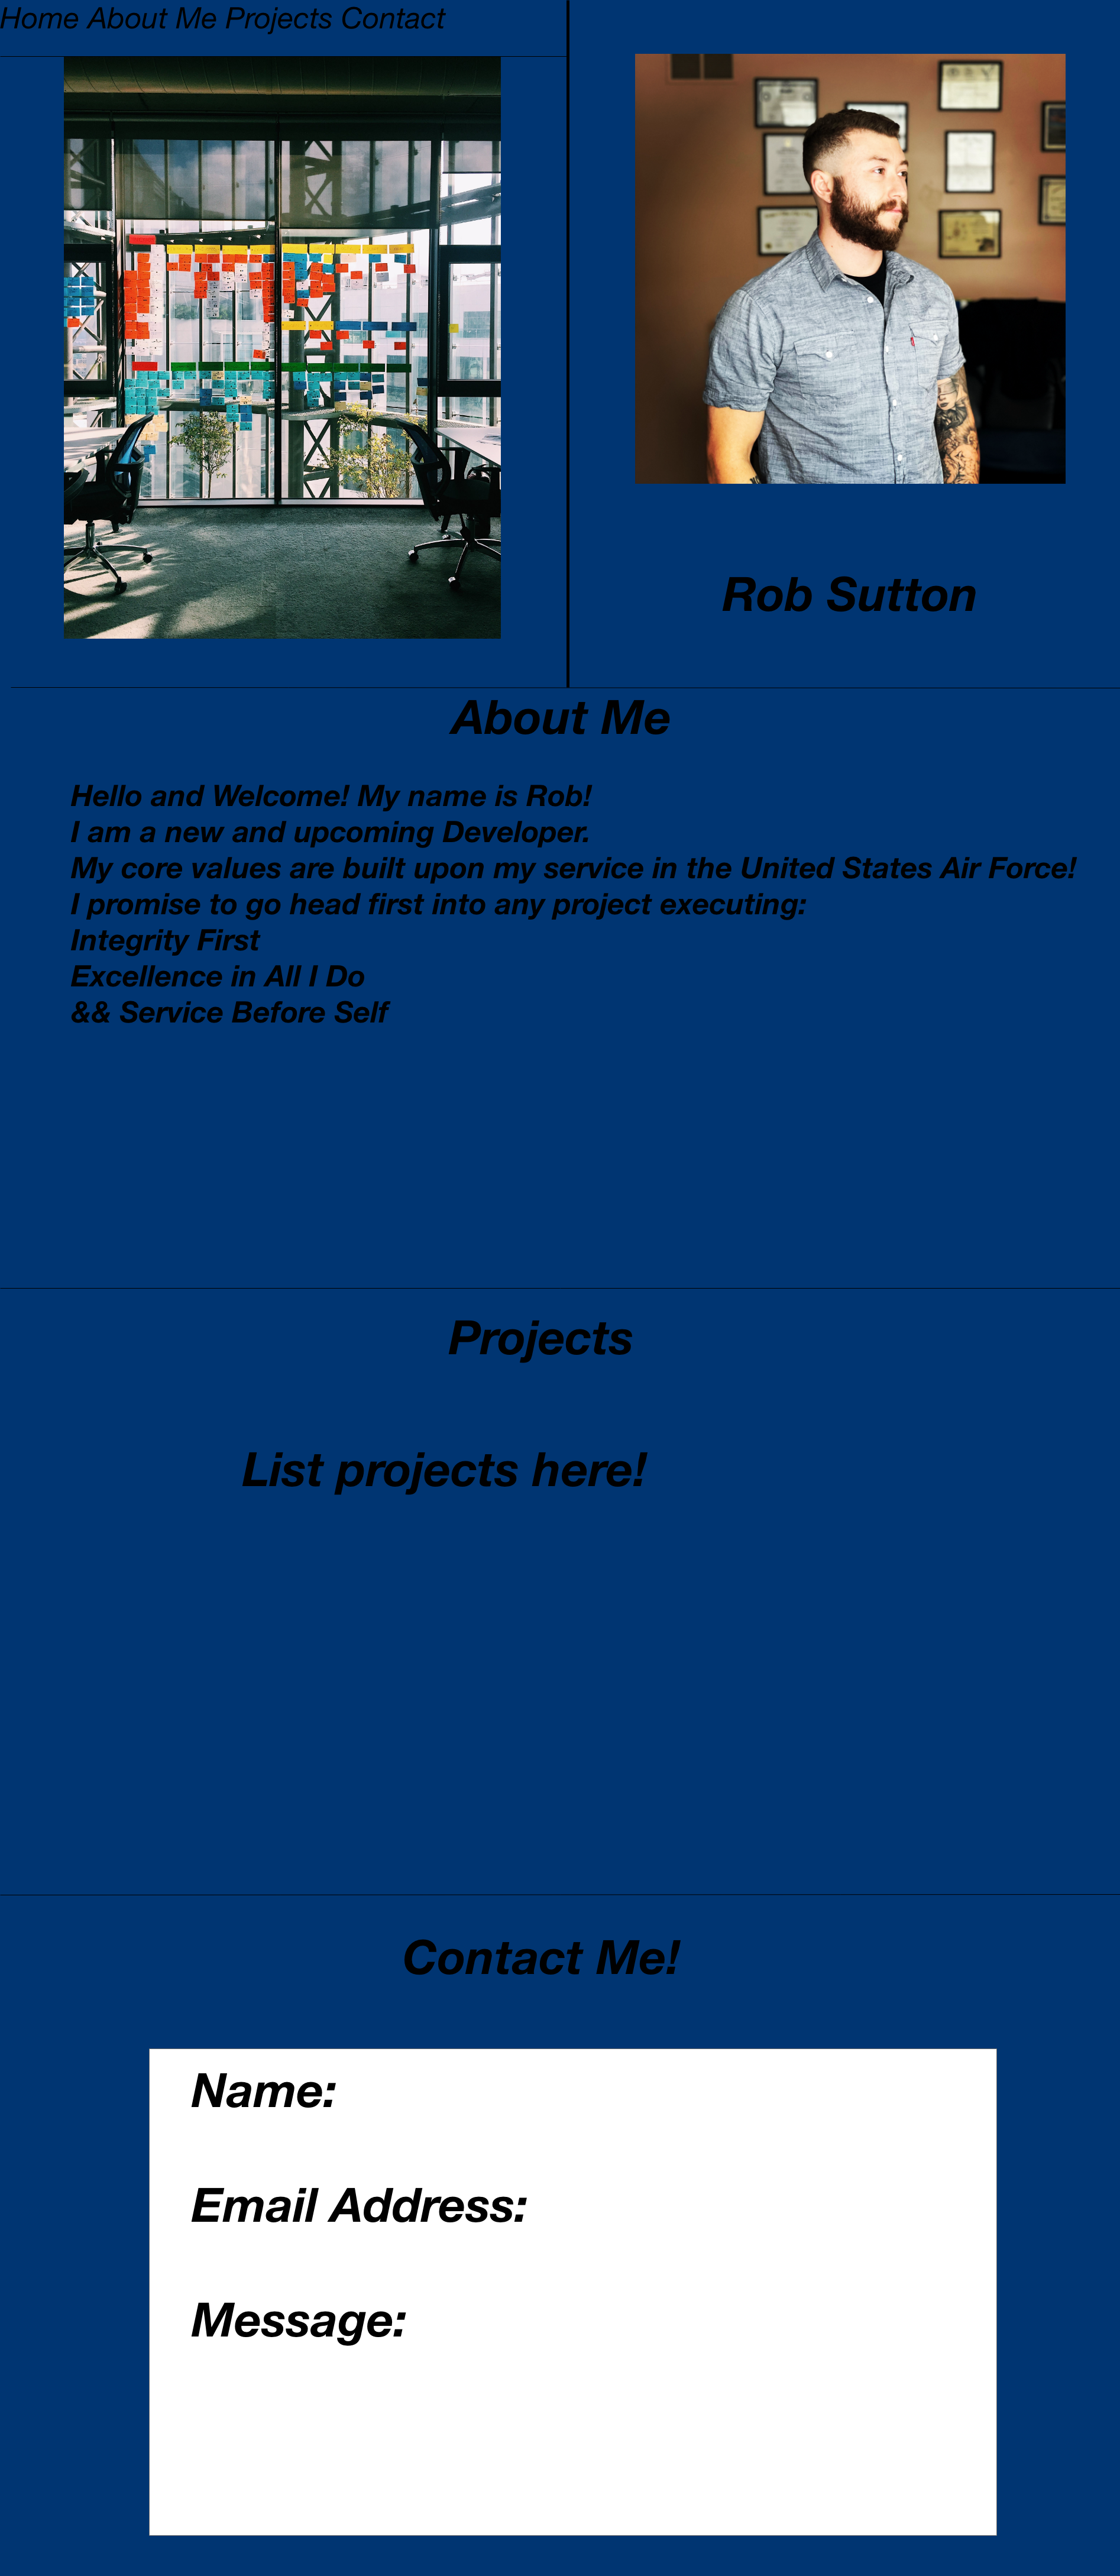 Home About Me Projects Contact
Rob Sutton
About Me
Hello and Welcome! My name is Rob!
I am a new and upcoming Developer.
My core values are built upon my service in the United States Air Force!
I promise to go head first into any project executing:
Integrity First
Excellence in All I Do
&& Service Before Self
Projects
List projects here!
Contact Me!
Name:
Email Address:
Message: